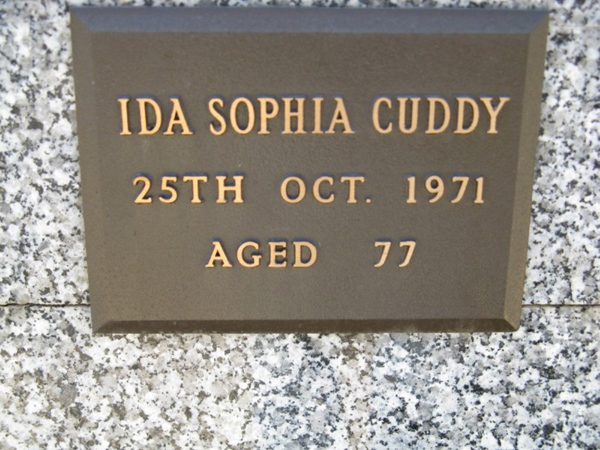 IDA SOPHIA CUDDY
25TH OCT. 1971
AGED 77